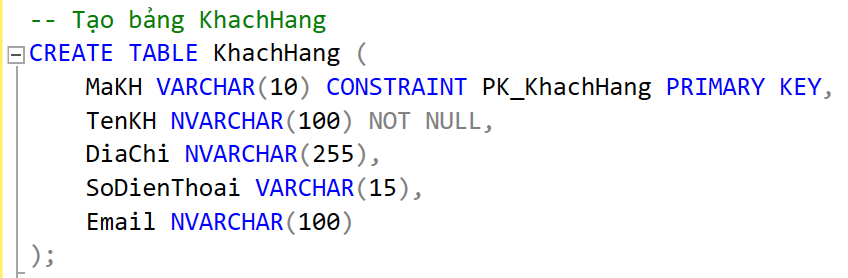 -- Tạo bảng KhachHang
CREATE TABLE KhachHang (
MaKH VARCHAR(10) CONSTRAINT PK_KhachHang PRIMARY KEY,
TenKH NVARCHAR(100) NOT NULL,
DiaChi NVARCHAR(255),
SoDienThoai VARCHAR(15),
Email NVARCHAR(100)
);